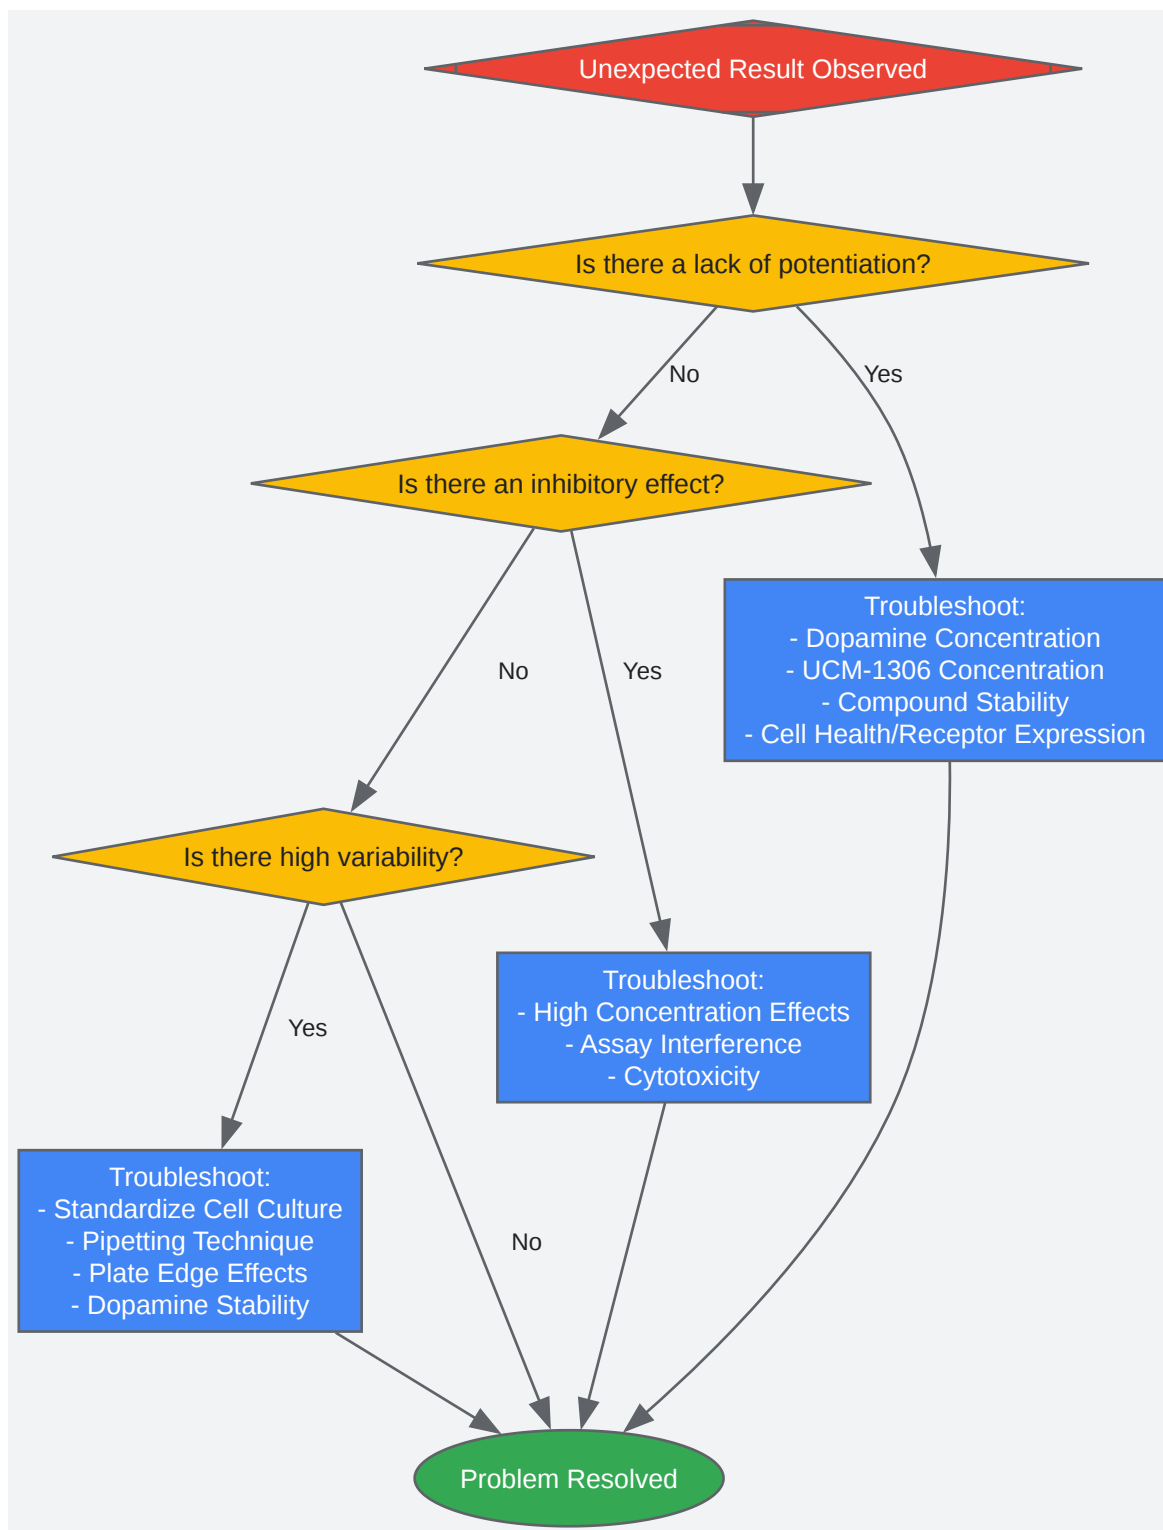 Unexpected Result Observed
Is there a lack of potentiation?
No
Yes
Is there an inhibitory effect?
Troubleshoot:
- Dopamine Concentration
- UCM-1306 Concentration
- Compound Stability
- Cell Health/Receptor Expression
No
Yes
Is there high variability?
Troubleshoot:
- High Concentration Effects
- Assay Interference
- Cytotoxicity
Yes
Troubleshoot:
- Standardize Cell Culture
- Pipetting Technique
- Plate Edge Effects
- Dopamine Stability
No
Problem Resolved